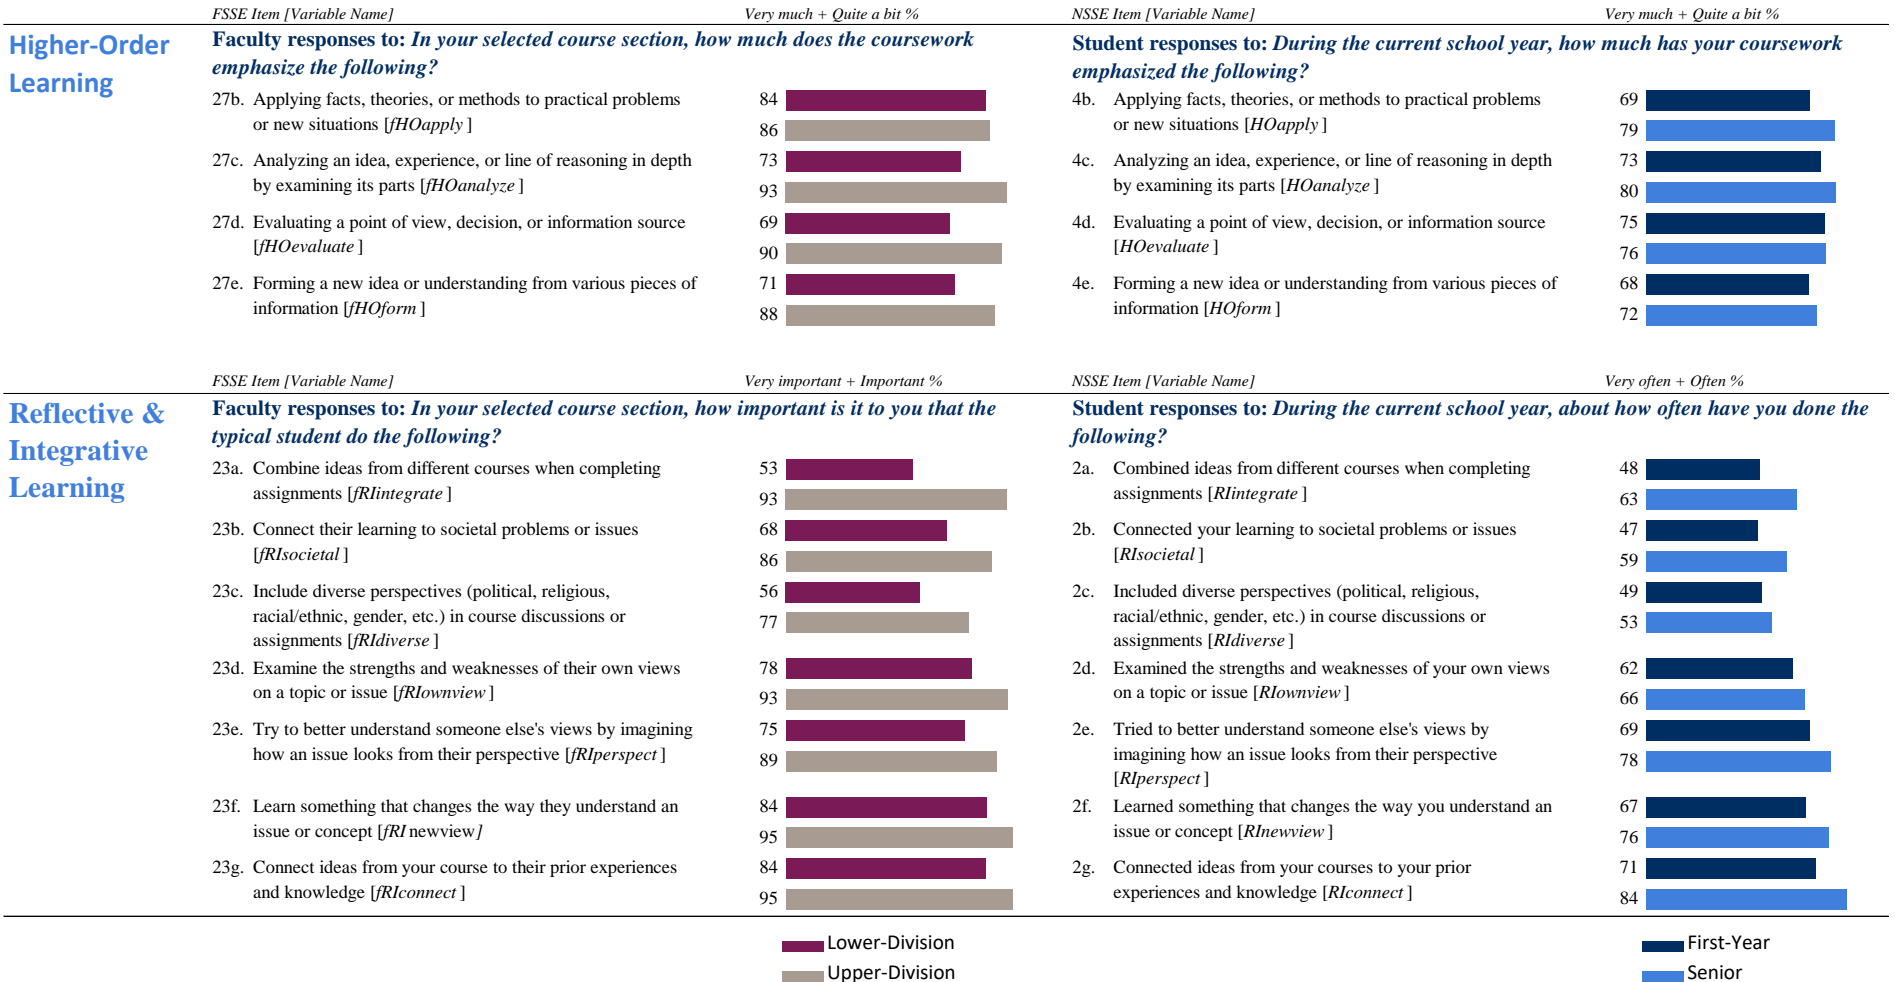 FSSE Item [Variable Name]
Very much + Quite a bit %
NSSE Item [Variable Name]
Very much + Quite a bit %
Higher-Order
Learning
Faculty responses to: In your selected course section, how much does the coursework
emphasize the following?
Student responses to: During the current school year, how much has your coursework
emphasized the following?
27b. Applying facts, theories, or methods to practical problems
or new situations [fHOapply ]
84
86
4b. Applying facts, theories, or methods to practical problems
or new situations [HOapply ]
69
79
27c. Analyzing an idea, experience, or line of reasoning in depth
by examining its parts [fHOanalyze ]
73
93
4c. Analyzing an idea, experience, or line of reasoning in depth
by examining its parts [HOanalyze ]
73
80
27d. Evaluating a point of view, decision, or information source
[fHOevaluate ]
69
90
4d. Evaluating a point of view, decision, or information source
[HOevaluate ]
75
76
27e. Forming a new idea or understanding from various pieces of
information [fHOform ]
71
88
4e. Forming a new idea or understanding from various pieces of
information [HOform ]
68
72
FSSE Item [Variable Name]
Very important + Important %
NSSE Item [Variable Name]
Very often + Often %
Reflective &
Integrative
Learning
Faculty responses to: In your selected course section, how important is it to you that the
typical student do the following?
Student responses to: During the current school year, about how often have you done the
following?
23a. Combine ideas from different courses when completing
assignments [fRIintegrate ]
53
93
2a. Combined ideas from different courses when completing
assignments [RIintegrate ]
48
63
23b. Connect their learning to societal problems or issues
[fRIsocietal ]
68
86
2b. Connected your learning to societal problems or issues
[RIsocietal ]
47
59
23c. Include diverse perspectives (political, religious,
racial/ethnic, gender, etc.) in course discussions or
assignments [fRIdiverse ]
56
77
2c. Included diverse perspectives (political, religious,
racial/ethnic, gender, etc.) in course discussions or
assignments [RIdiverse ]
49
53
23d. Examine the strengths and weaknesses of their own views
on a topic or issue [fRIownview ]
78
93
2d. Examined the strengths and weaknesses of your own views
on a topic or issue [RIownview ]
62
66
23e. Try to better understand someone else's views by imagining
how an issue looks from their perspective [fRIperspect ]
75
89
2e. Tried to better understand someone else's views by
imagining how an issue looks from their perspective
[RIperspect ]
69
78
23f. Learn something that changes the way they understand an
issue or concept [fRI newview]
84
95
2f. Learned something that changes the way you understand an
issue or concept [RInewview ]
67
76
23g. Connect ideas from your course to their prior experiences
and knowledge [fRIconnect ]
84
95
2g. Connected ideas from your courses to your prior
experiences and knowledge [RIconnect ]
71
84
Lower-Division
Upper-Division
First-Year
Senior